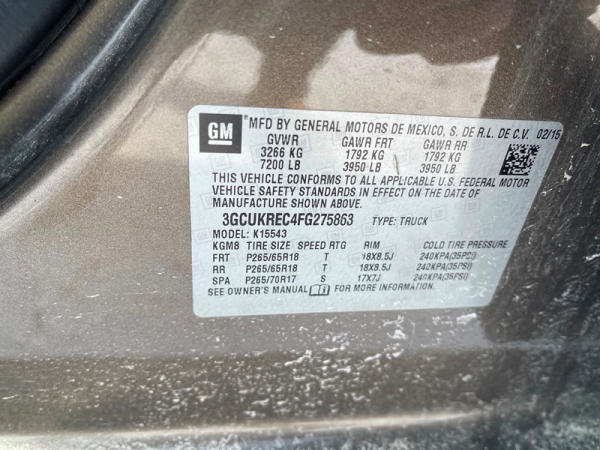 GM MFD BY GENERAL MOTORS DE MEXICO, S. DE R.L. DE C.V. 02/15
GVWR GAWR FRT GAWR RR
3266 KG 1792 KG 1792 KG
7200 LB 3950 LB 3950 LB
THIS VEHICLE CONFORMS TO ALL APPLICABLE U.S. FEDERAL MOTOR
VEHICLE SAFETY STANDARDS IN EFFECT ON THE DATE OF
MANUFACTURE SHOWN ABOVE.
3GCUKREC4FG275863 TYPE: TRUCK
MODEL: K15543
KGM8 TIRE SIZE SPEED RTG RIM COLD TIRE PRESSURE
FRT P265/65R18 T 18X8.5J 240KPA(35PSI)
RR P265/65R18 T 18X8.5J 240KPA(35PSI)
SPA P265/70R17 S 17X7J 240KPA(35PSI)
SEE OWNER'S MANUAL FOR MORE INFORMATION.